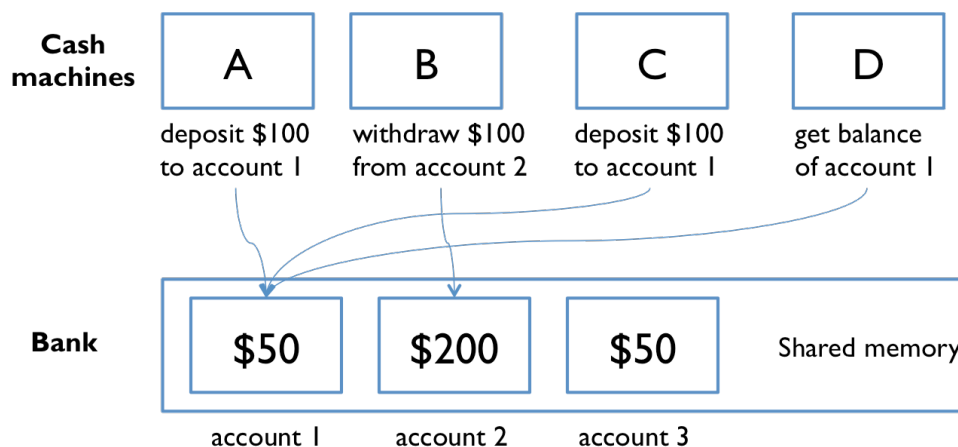 Cash
machines
A
B
C
D
deposit $100
to account 1
withdraw $100
from account 2
deposit $100
to account 1
get balance
of account 1
Bank
$50
$200
$50
Shared memory
account 1
account 2
account 3